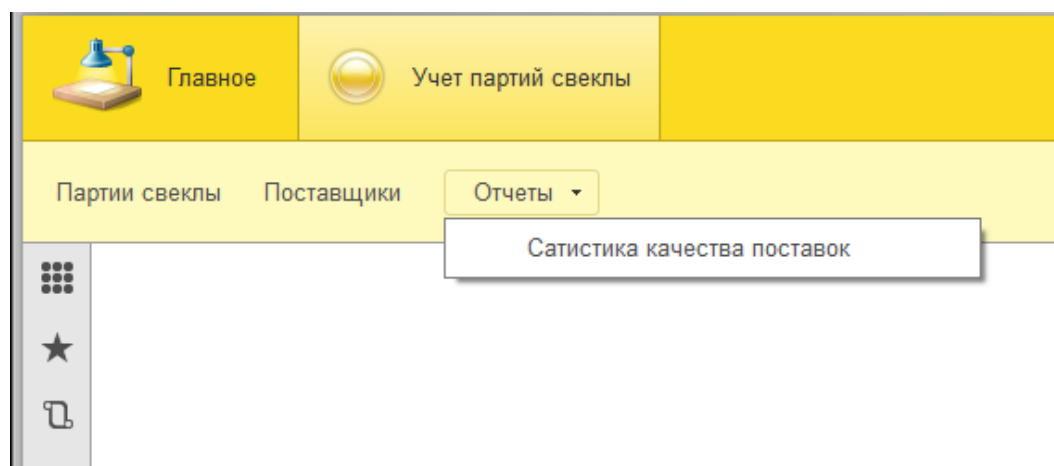 Главное
Учет партий свеклы
Партии свеклы
Поставщики
Отчеты
Сатистика качества поставок